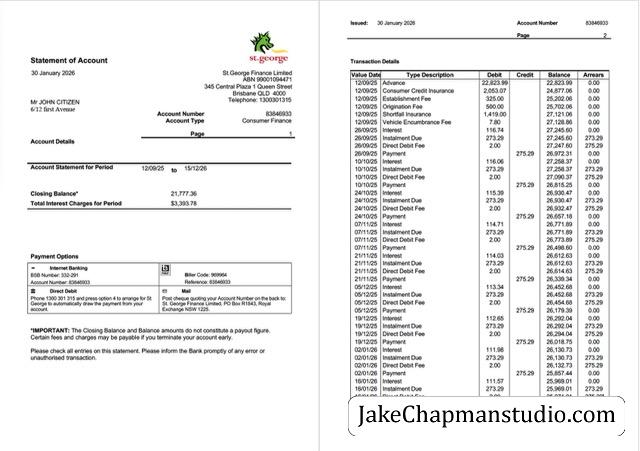 Statement of Account
30 January 2026
st.george
St.George Finance Limited
ABN 99001094471
345 Central Plaza 1 Queen Street
Brisbane QLD 4000
Telephone: 1300301315
Mr JOHN CITIZEN
6/12 first Avenue
Account Number 83846933
Account Type Consumer Finance
Page 1
Account Details
Account Statement for Period 12/09/25 to 15/12/26
Closing Balance* 21,777.36
Total Interest Charges for Period $3,393.78
Payment Options
Internet Banking
BSB Number: 332-291
Account Number: 83846933
Biller Code: 969964
Reference: 83846933
Direct Debit
Phone 1300 301 315 and press option 4 to arrange for St
George to automatically draw the payment from your
account.
Mail
Post cheque quoting your Account Number on the back to:
St. George Finance Limited, PO Box R1843, Royal
Exchange NSW 1225.
*IMPORTANT: The Closing Balance and Balance amounts do not constitute a payout figure.
Certain fees and charges may be payable if you terminate your account early.
Please check all entries on this statement. Please inform the Bank promptly of any error or
unauthorised transaction.
Issued: 30 January 2026 Account Number 83846933
Page 2
Transaction Details
Value Date Type Description Debit Credit Balance Arrears
12/09/25 Advance 22,823.99 22,823.99 0.00
12/09/25 Consumer Credit Insurance 2,053.07 24,877.06 0.00
12/09/25 Establishment Fee 325.00 25,202.06 0.00
12/09/25 Origination Fee 500.00 25,702.06 0.00
12/09/25 Shortfall Insurance 1,419.00 27,121.06 0.00
12/09/25 Vehicle Encumbrance Fee 7.80 27,128.86 0.00
26/09/25 Interest 116.74 27,245.60 0.00
26/09/25 Instalment Due 273.29 27,245.60 273.29
26/09/25 Direct Debit Fee 2.00 27,247.60 275.29
26/09/25 Payment 275.29 26,972.31 0.00
10/10/25 Interest 116.06 27,258.37 0.00
10/10/25 Instalment Due 273.29 27,258.37 273.29
10/10/25 Direct Debit Fee 2.00 27,090.37 275.29
10/10/25 Payment 275.29 26,815.25 0.00
24/10/25 Interest 115.39 26,930.47 0.00
24/10/25 Instalment Due 273.29 26,930.47 273.29
24/10/25 Direct Debit Fee 2.00 26,932.47 275.29
24/10/25 Payment 275.29 26,657.18 0.00
07/11/25 Interest 114.71 26,771.89 0.00
07/11/25 Instalment Due 273.29 26,771.89 273.29
07/11/25 Direct Debit Fee 2.00 26,773.89 275.29
07/11/25 Payment 275.29 26,498.60 0.00
21/11/25 Interest 114.03 26,612.63 0.00
21/11/25 Instalment Due 273.29 26,612.63 273.29
21/11/25 Direct Debit Fee 2.00 26,614.63 275.29
21/11/25 Payment 275.29 26,339.34 0.00
05/12/25 Interest 113.34 26,452.68 0.00
05/12/25 Instalment Due 273.29 26,452.68 273.29
05/12/25 Direct Debit Fee 2.00 26,454.68 275.29
05/12/25 Payment 275.29 26,179.39 0.00
19/12/25 Interest 112.65 26,292.04 0.00
19/12/25 Instalment Due 273.29 26,292.04 273.29
19/12/25 Direct Debit Fee 2.00 26,294.04 275.29
19/12/25 Payment 275.29 26,018.75 0.00
02/01/26 Interest 111.98 26,130.73 0.00
02/01/26 Instalment Due 273.29 26,130.73 273.29
02/01/26 Direct Debit Fee 2.00 26,132.73 275.29
02/01/26 Payment 275.29 25,857.44 0.00
16/01/26 Interest 111.57 25,969.01 0.00
16/01/26 Instalment Due 273.29 25,969.01 273.29
JakeChapmanstudio.com